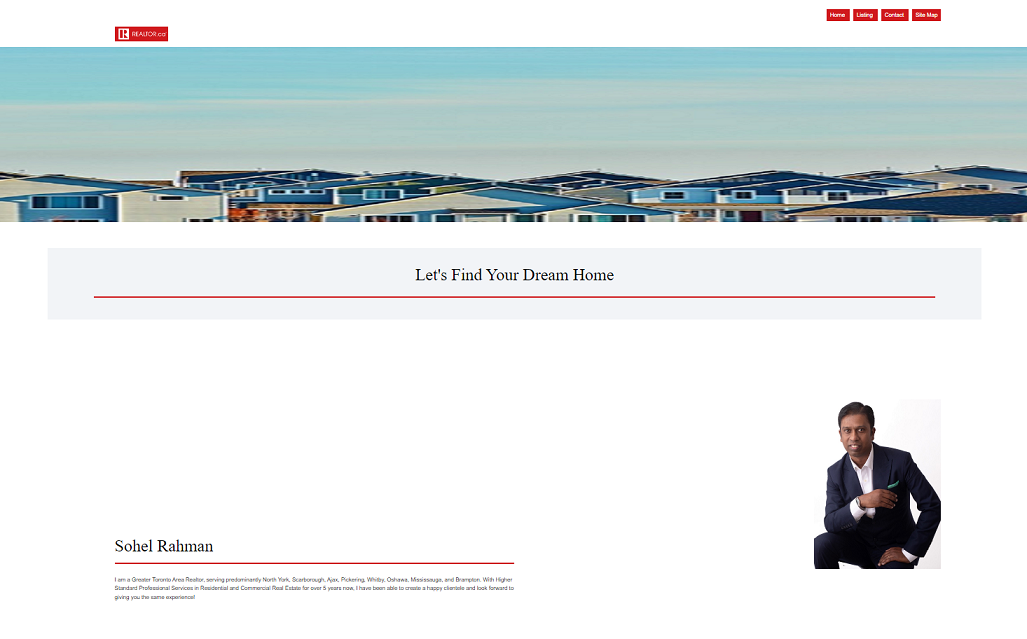 Home Listing Contact Site Map
REALTOR.ca
Let's Find Your Dream Home
Sohel Rahman
I am a Greater Toronto Area Realtor, serving predominantly North York, Scarborough, Ajax, Pickering, Whitby, Oshawa, Mississauga, and Brampton. With Higher
Standard Professional Services in Residential and Commercial Real Estate for over 5 years now, I have been able to create a happy clientele and look forward to
giving you the same experience!